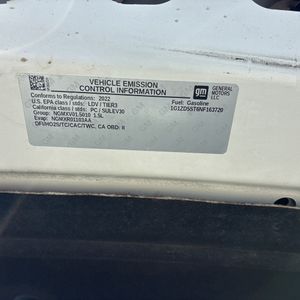 VEHICLE EMISSION
CONTROL INFORMATION
Conforms to Regulations: 2022
U.S. EPA class / stds: LDV / TIER3
California class / stds: PC / SULEV30
Group: NGMXV01.5010 1.5L
Evap: NGMXR01103AA
DFI/HO2S/TC/CAC/TWC, CA OBD: II
Fuel: Gasoline
1G1ZD5ST6NF163720
gm
GENERAL
MOTORS
LLC